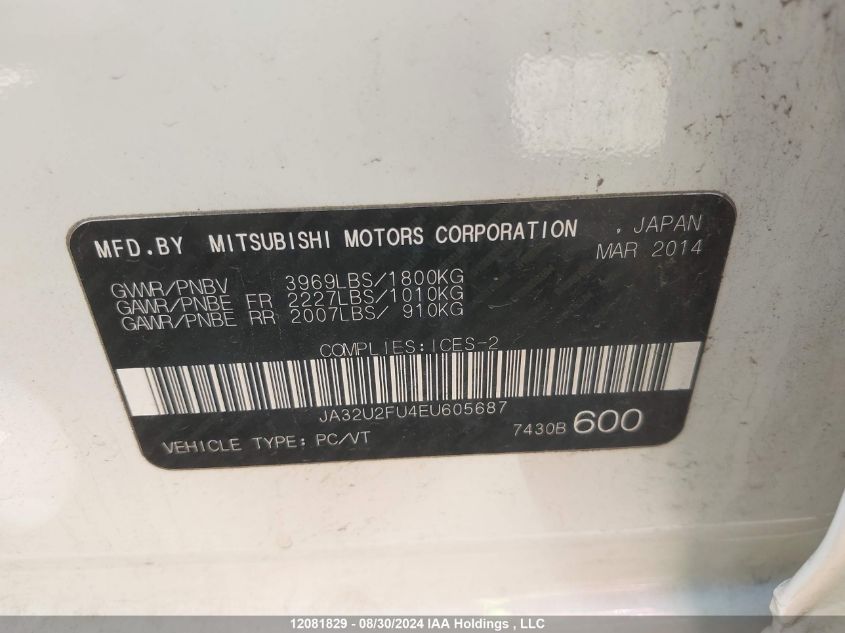 MFD.BY MITSUBISHI MOTORS CORPORATION , JAPAN
MAR 2014
GVWR/PNBV 3969LBS/1800KG
GAWR/PNBE FR 2227LBS/1010KG
GAWR/PNBE RR 2007LBS/ 910KG
COMPLIES:ICES-2
JA32U2FU4EU605687
VEHICLE TYPE: PC/VT 7430B 600
12081829 - 08/30/2024 IAA Holdings , LLC